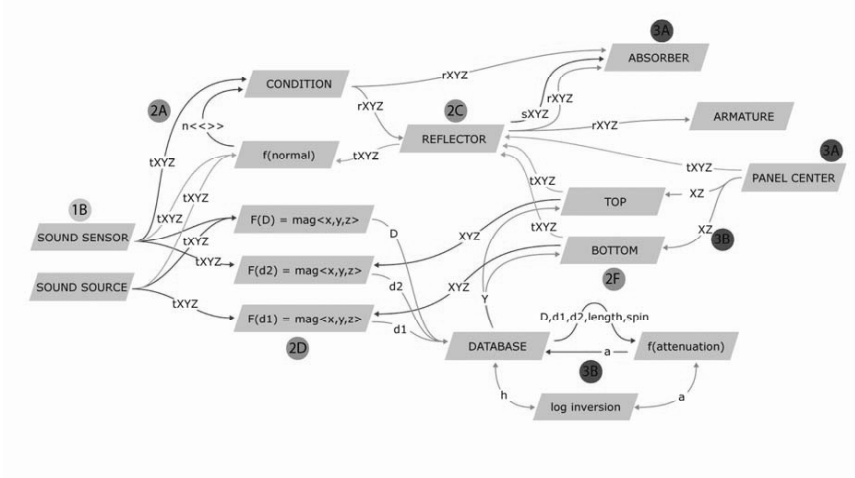 3A
ABSORBER
CONDITION
rXYZ
2A
sXYZ
rXYZ
rXYZ
2C
n<<>>
REFLECTOR
rXYZ
ARMATURE
f(normal)
tXYZ
tXYZ
3A
tXYZ
PANEL CENTER
tXYZ
XZ
TOP
1B
tXYZ
SOUND SENSOR
F(D) = mag<x,y,z>
D
XYZ
tXYZ
XZ
3B
tXYZ
BOTTOM
tXYZ
F(d2) = mag<x,y,z>
2F
SOUND SOURCE
d2
XYZ
Y
tXYZ
F(d1) = mag<x,y,z>
d1
D,d1,d2,length,spin
2D
DATABASE
a
f(attenuation)
3B
h
log inversion
a